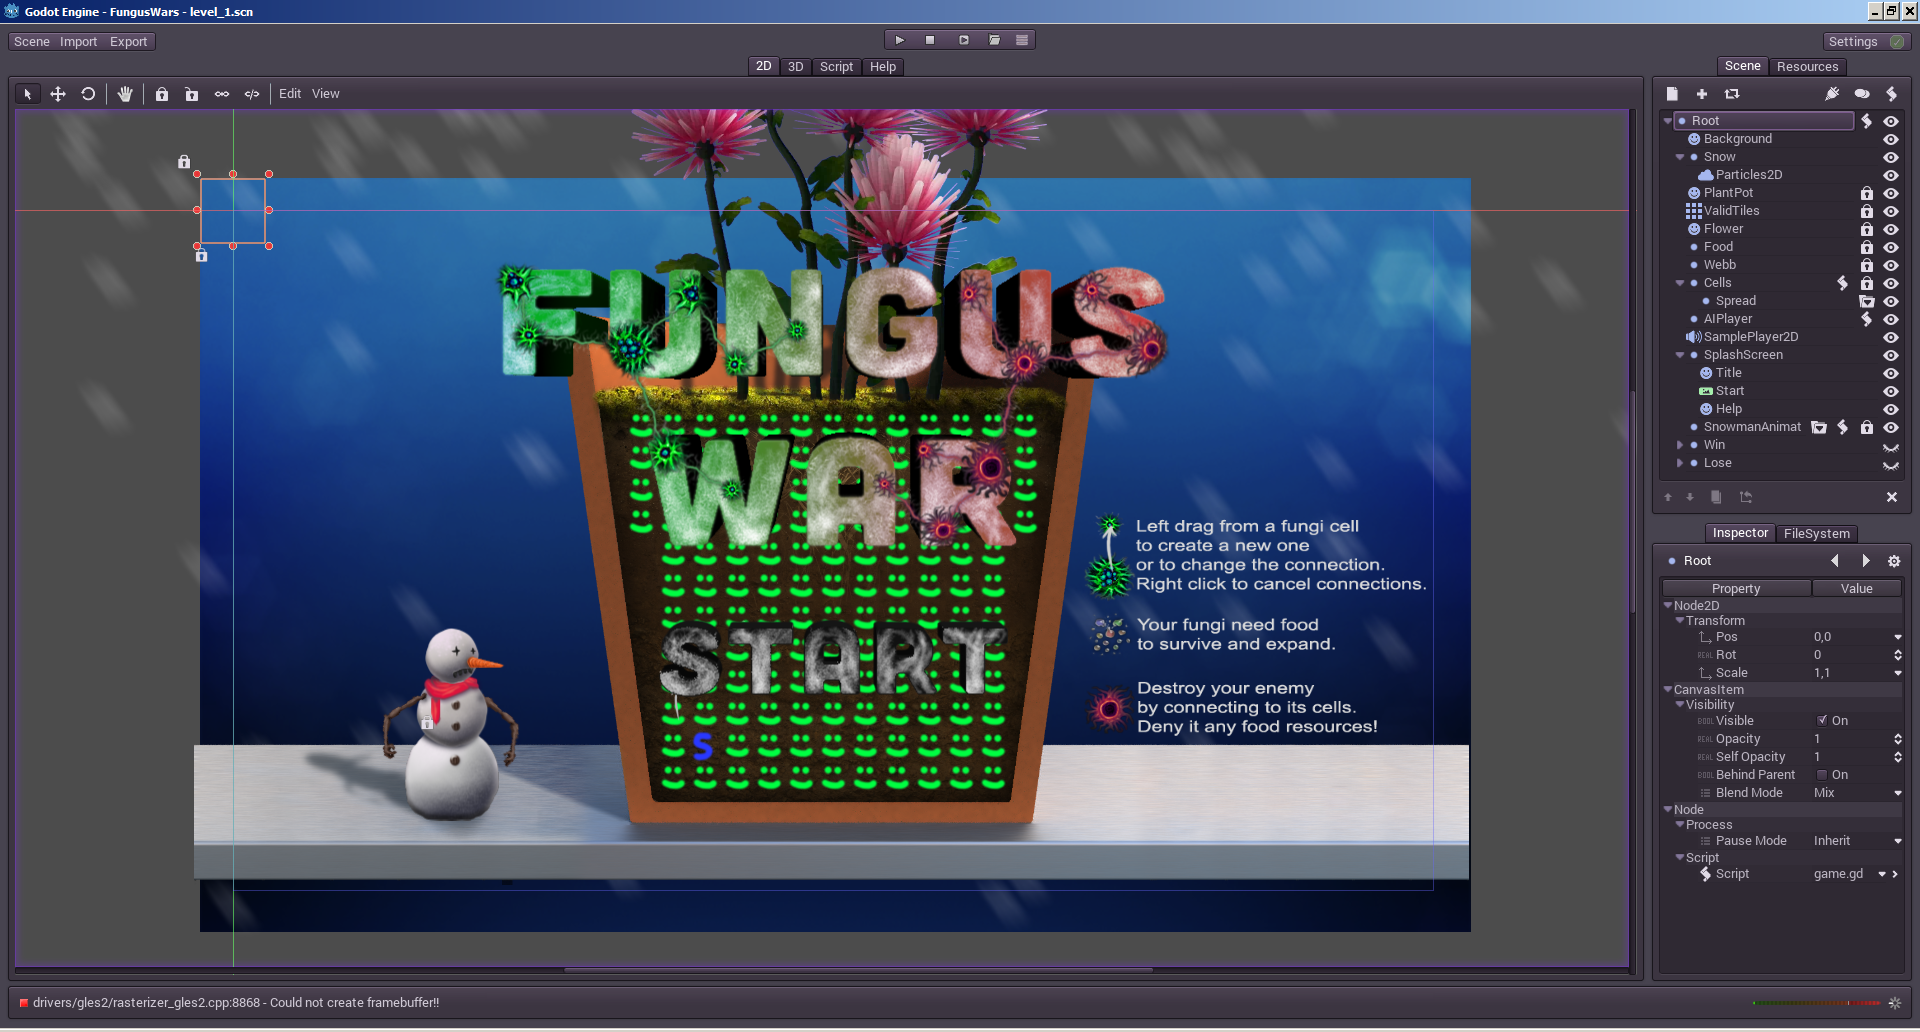 Godot Engine - FungusWars - level_1.scn
Scene Import Export
Settings
2D 3D Script Help
Scene Resources
Edit View
Root
Background
Snow
Particles2D
PlantPot
ValidTiles
Flower
Food
Webb
Cells
Spread
AIPlayer
SamplePlayer2D
SplashScreen
Title
Start
Help
SnowmanAnimat
Win
Lose
FUNGUS
WAR
START
S
Left drag from a fungi cell
to create a new one
or to change the connection.
Right click to cancel connections.
Your fungi need food
to survive and expand.
Destroy your enemy
by connecting to its cells.
Deny it any food resources!
Inspector FileSystem
Root
Property Value
Node2D
Transform
Pos 0,0
REAL Rot 0
Scale 1,1
CanvasItem
Visibility
BOOL Visible On
REAL Opacity 1
REAL Self Opacity 1
BOOL Behind Parent On
Blend Mode Mix
Node
Process
Pause Mode Inherit
Script
Script game.gd
drivers/gles2/rasterizer_gles2.cpp:8868 - Could not create framebuffer!!